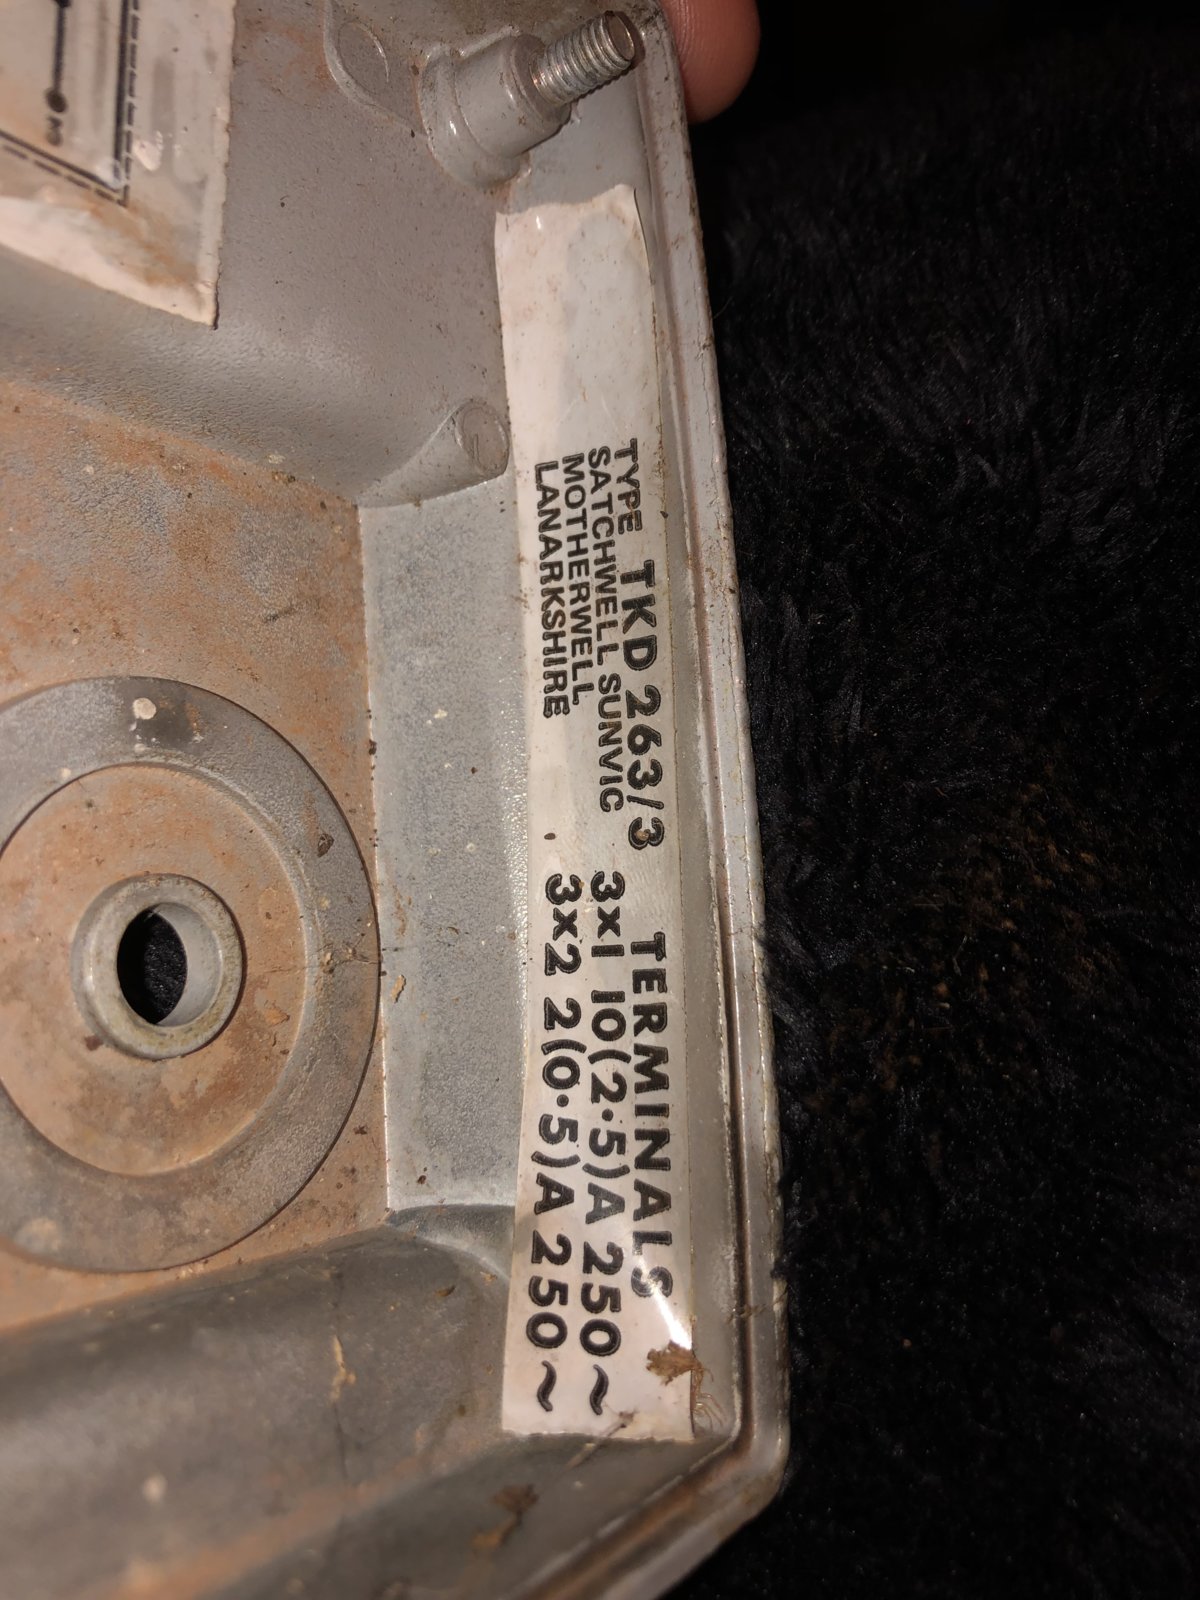 TYPE TKD 263/3
SATCHWELL SUNVIC
MOTHERWELL
LANARKSHIRE
TERMINALS
3x1 10(2·5)A 250~
3x2 2(0·5)A 250~